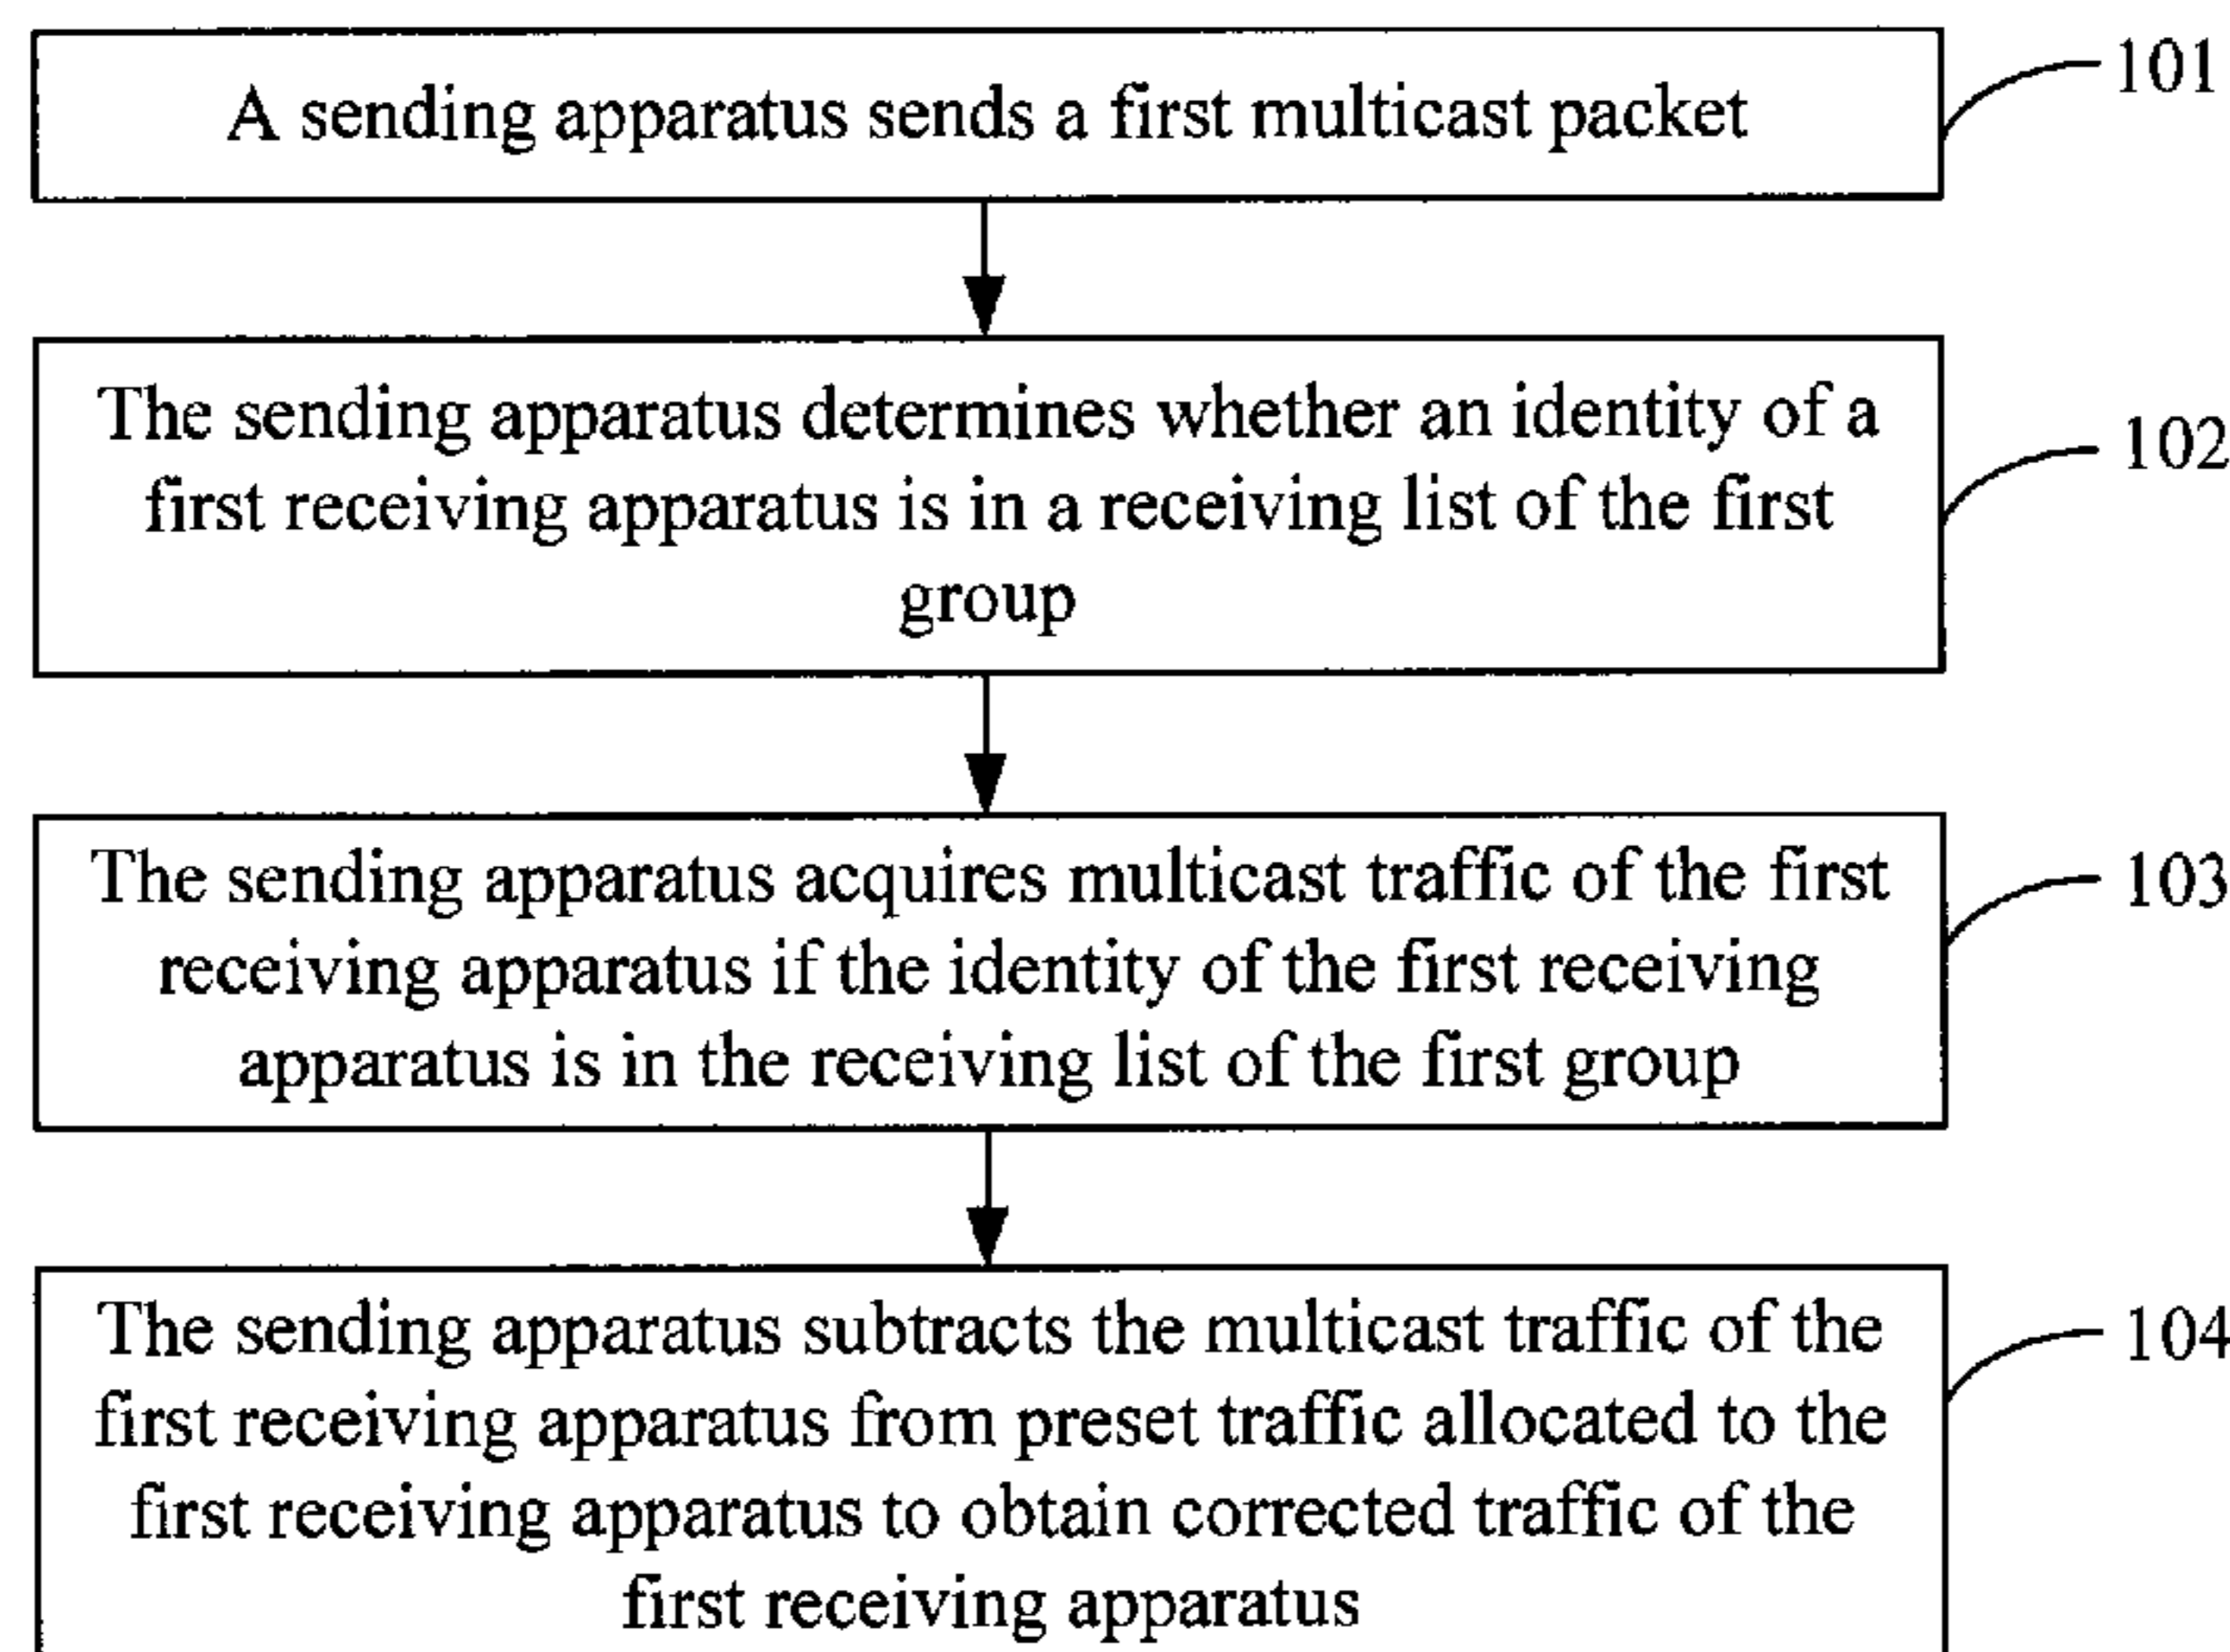 A sending apparatus sends a first multicast packet
101
The sending apparatus determines whether an identity of a
first receiving apparatus is in a receiving list of the first
group
102
The sending apparatus acquires multicast traffic of the first
receiving apparatus if the identity of the first receiving
apparatus is in the receiving list of the first group
103
The sending apparatus subtracts the multicast traffic of the
first receiving apparatus from preset traffic allocated to the
first receiving apparatus to obtain corrected traffic of the
first receiving apparatus
104